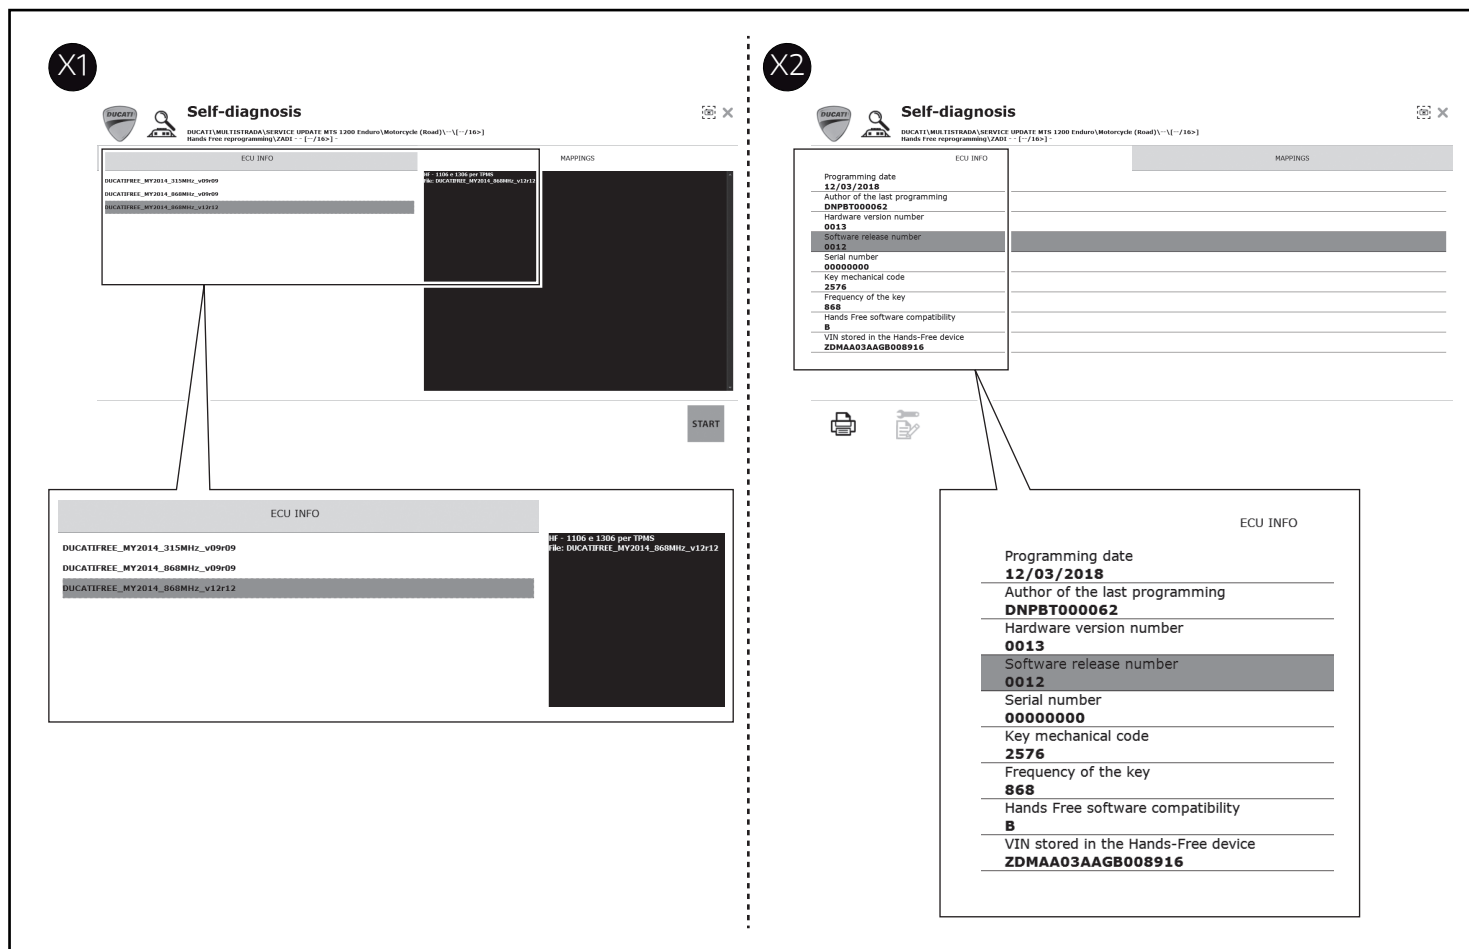 X1
DUCATI
Self-diagnosis
DUCATI\MULTISTRADA\SERVICE UPDATE MTS 1200 Enduro\Motorcycle (Road)\--\[--/16>]
Hands Free reprogramming\ZADI - - [--/16>] -
ECU INFO
MAPPINGS
DUCATIFREE_MY2014_315MHz_v09r09
DUCATIFREE_MY2014_868MHz_v09r09
DUCATIFREE_MY2014_868MHz_v12r12
HF - 1106 e 1306 per TPMS
File: DUCATIFREE_MY2014_868MHz_v12r12
START
ECU INFO
DUCATIFREE_MY2014_315MHz_v09r09
DUCATIFREE_MY2014_868MHz_v09r09
DUCATIFREE_MY2014_868MHz_v12r12
HF - 1106 e 1306 per TPMS
File: DUCATIFREE_MY2014_868MHz_v12r12
X2
DUCATI
Self-diagnosis
DUCATI\MULTISTRADA\SERVICE UPDATE MTS 1200 Enduro\Motorcycle (Road)\--\[--/16>]
Hands Free reprogramming\ZADI - - [--/16>] -
ECU INFO
MAPPINGS
Programming date
12/03/2018
Author of the last programming
DNPBT000062
Hardware version number
0013
Software release number
0012
Serial number
00000000
Key mechanical code
2576
Frequency of the key
868
Hands Free software compatibility
B
VIN stored in the Hands-Free device
ZDMAA03AAGB008916
ECU INFO
Programming date
12/03/2018
Author of the last programming
DNPBT000062
Hardware version number
0013
Software release number
0012
Serial number
00000000
Key mechanical code
2576
Frequency of the key
868
Hands Free software compatibility
B
VIN stored in the Hands-Free device
ZDMAA03AAGB008916